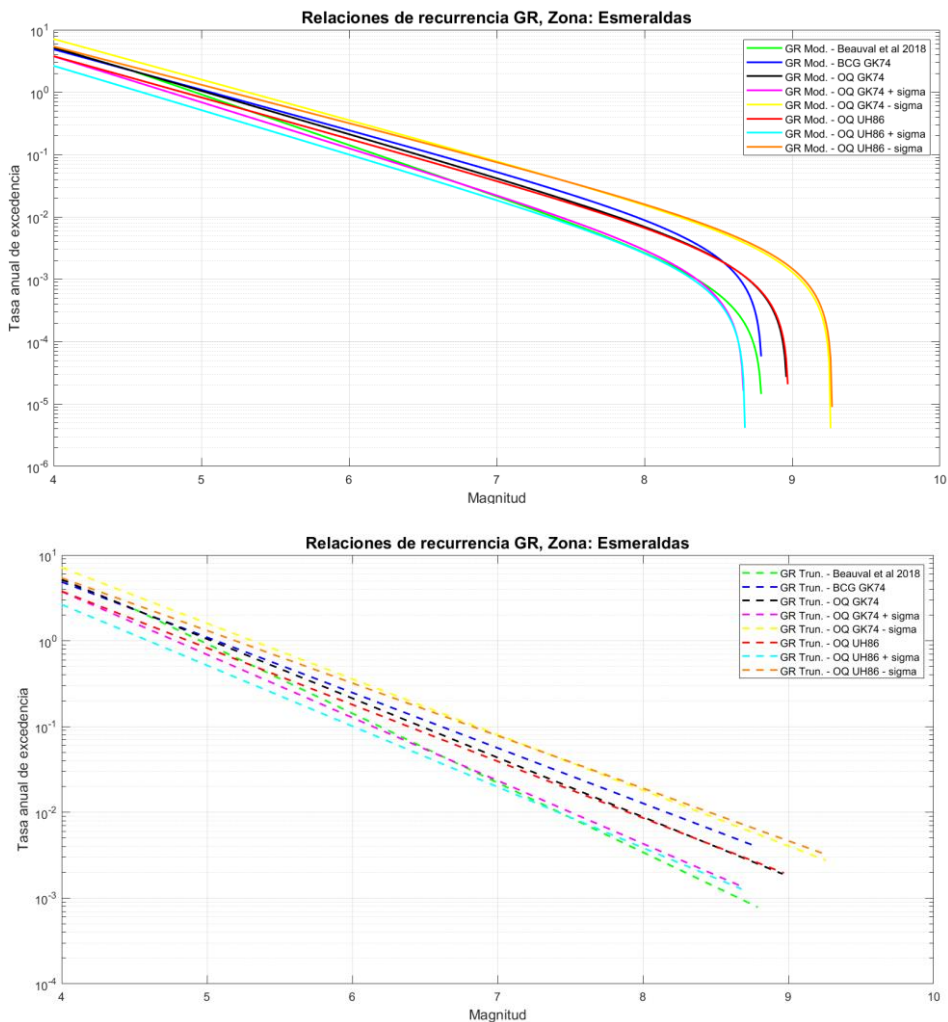 Relaciones de recurrencia GR, Zona: Esmeraldas
10^1
10^0
10^-1
10^-2
10^-3
10^-4
10^-5
10^-6
Tasa anual de excedencia
GR Mod. - Beauval et al 2018
GR Mod. - BCG GK74
GR Mod. - OQ GK74
GR Mod. - OQ GK74 + sigma
GR Mod. - OQ GK74 - sigma
GR Mod. - OQ UH86
GR Mod. - OQ UH86 + sigma
GR Mod. - OQ UH86 - sigma
4 5 6 7 8 9 10
Magnitud
Relaciones de recurrencia GR, Zona: Esmeraldas
10^1
10^0
10^-1
10^-2
10^-3
10^-4
Tasa anual de excedencia
GR Trun. - Beauval et al 2018
GR Trun. - BCG GK74
GR Trun. - OQ GK74
GR Trun. - OQ GK74 + sigma
GR Trun. - OQ GK74 - sigma
GR Trun. - OQ UH86
GR Trun. - OQ UH86 + sigma
GR Trun. - OQ UH86 - sigma
4 5 6 7 8 9 10
Magnitud